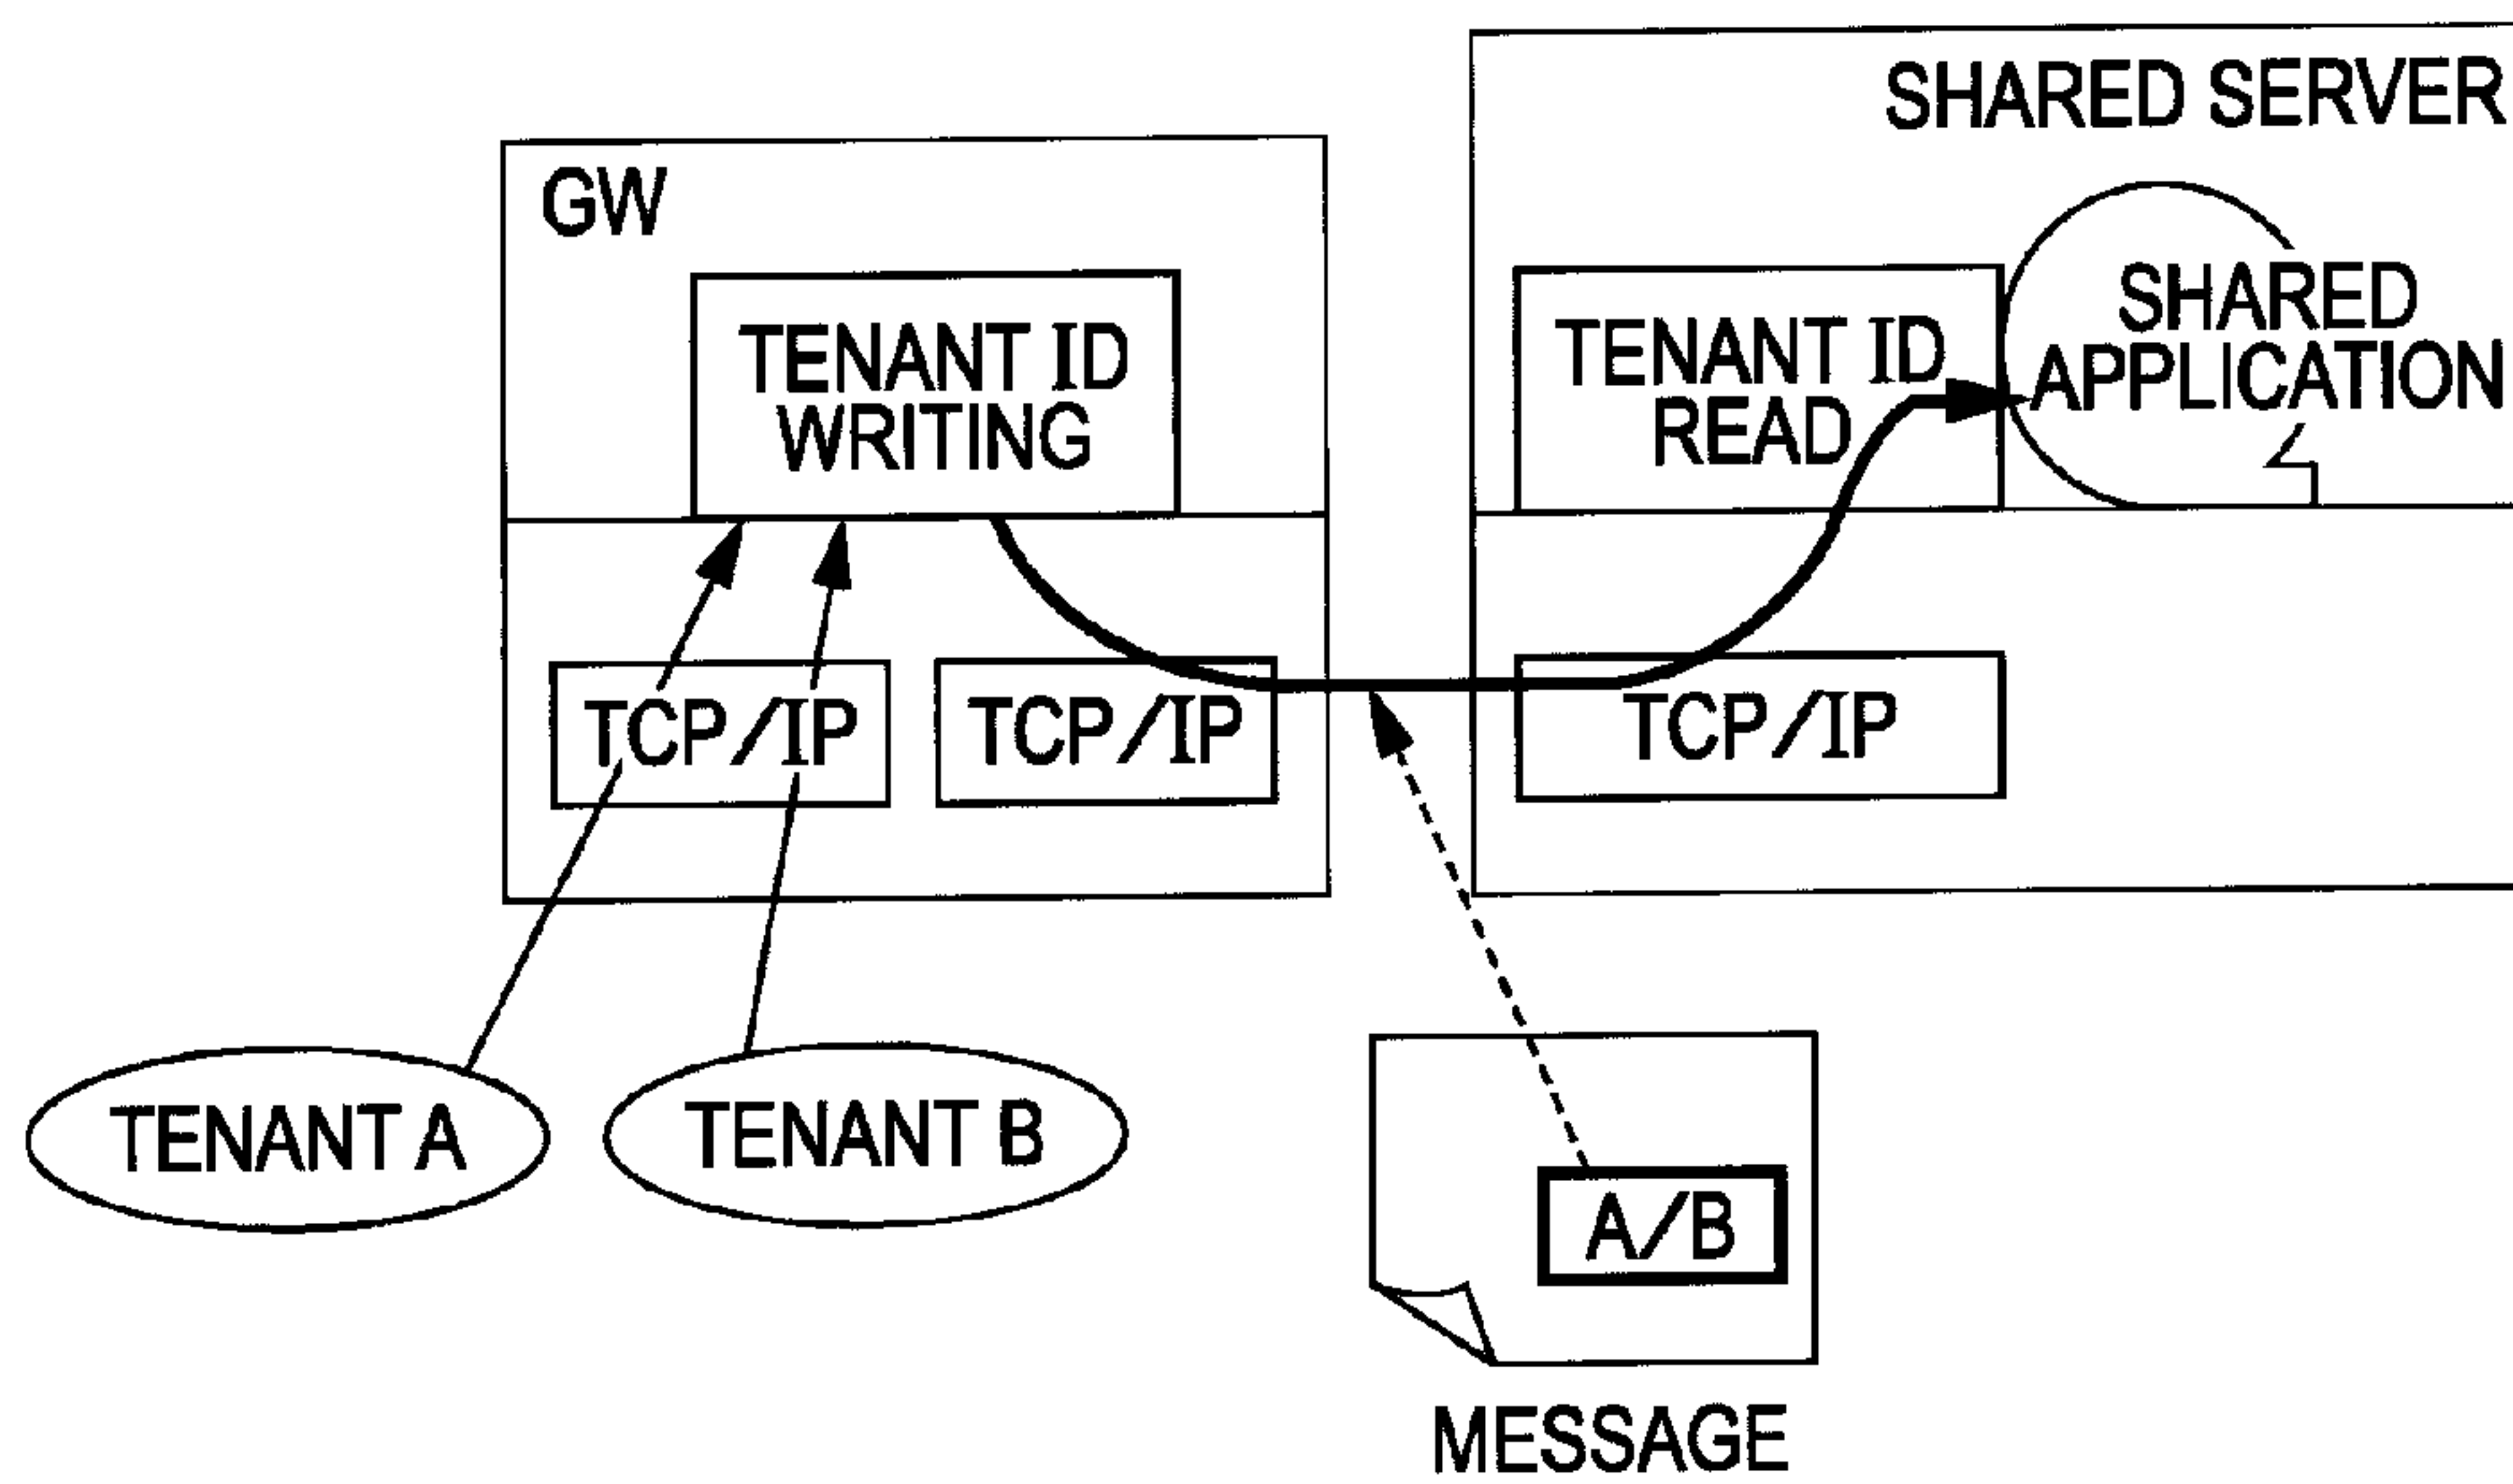 SHARED SERVER
GW
TENANT ID
WRITING
TENANT ID
READ
SHARED
APPLICATION
TCP/IP
TCP/IP
TCP/IP
TENANT A
TENANT B
A/B
MESSAGE